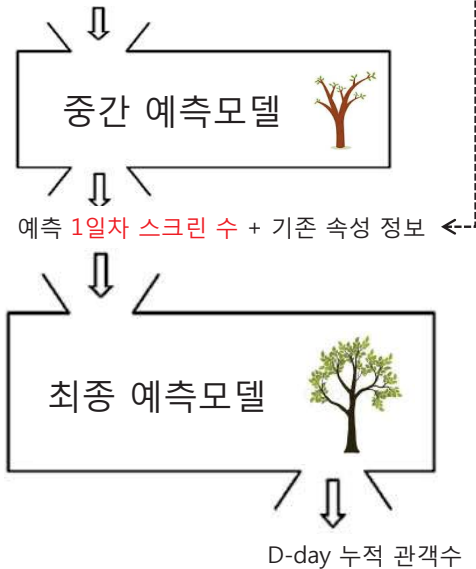 중간 예측모델
예측 1일차 스크린 수 + 기존 속성 정보
최종 예측모델
D-day 누적 관객수